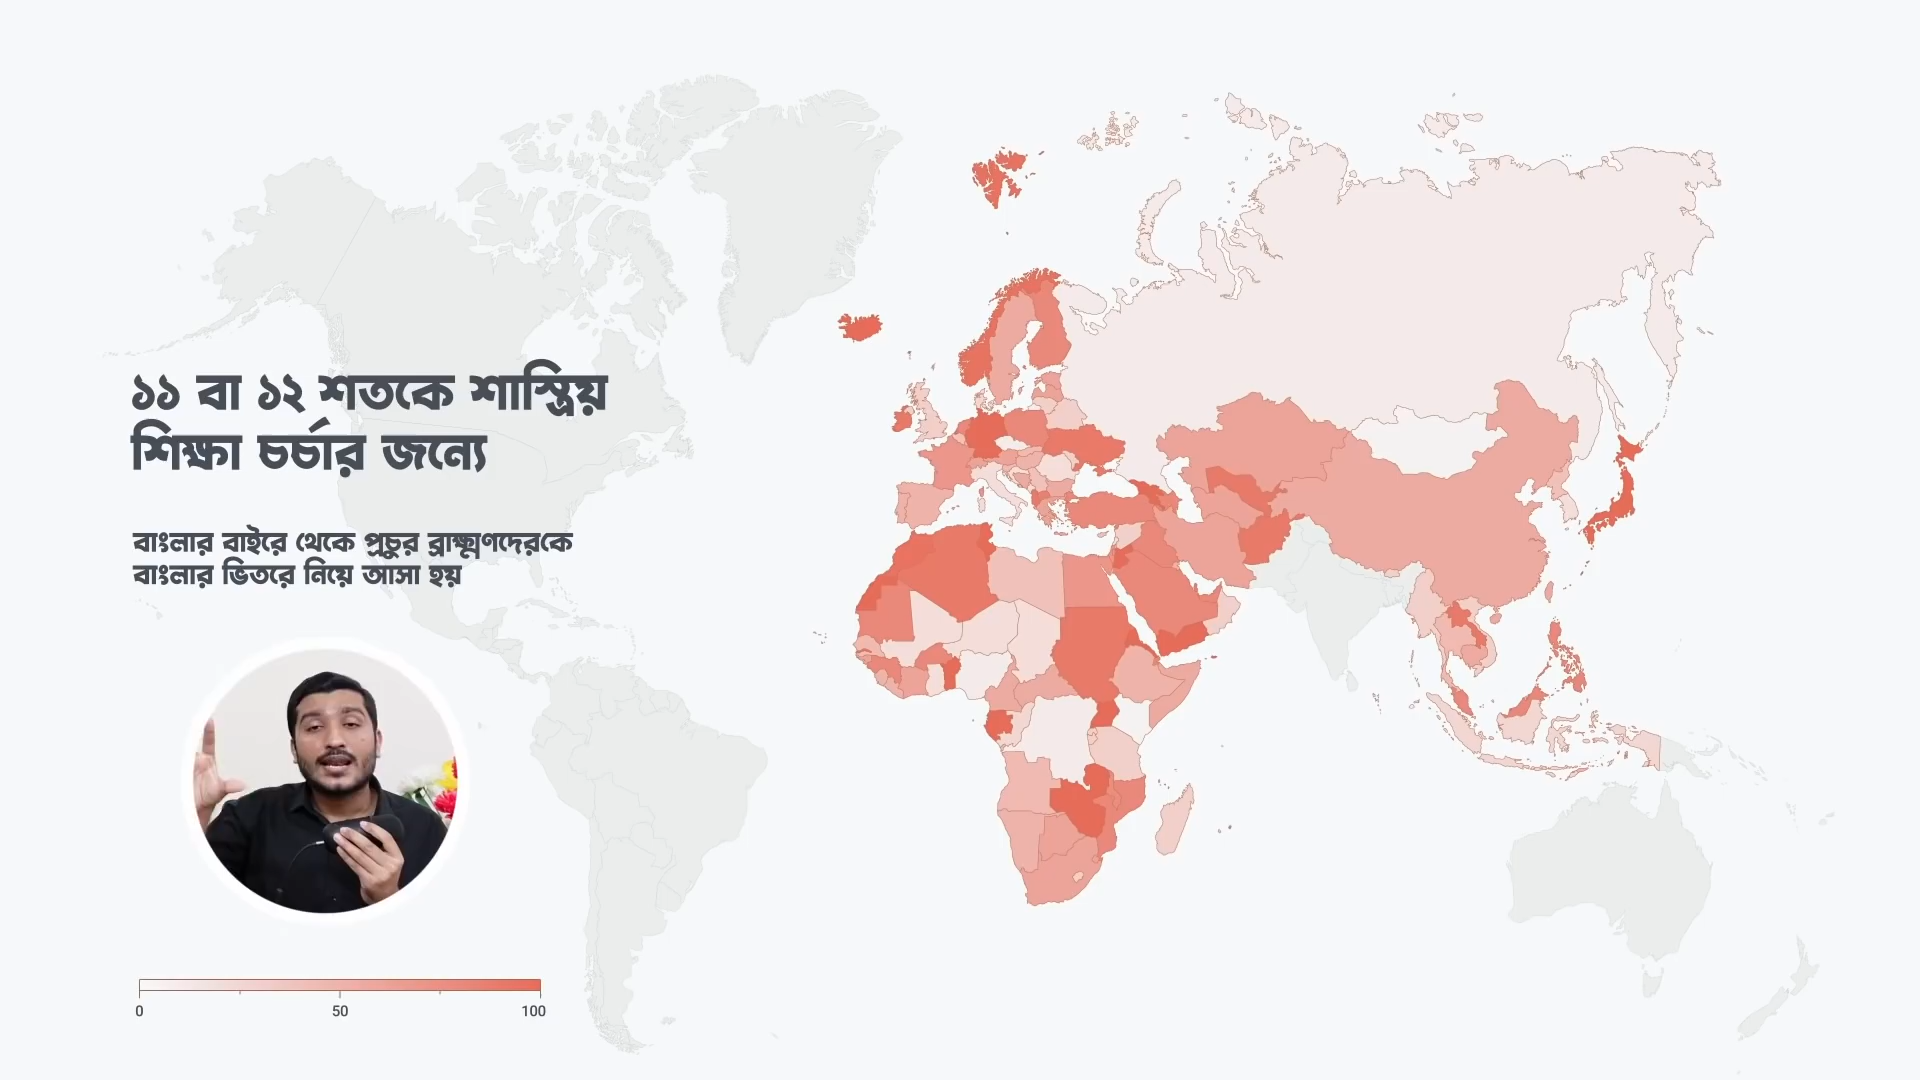 ১১ বা ১২ শতকে শাস্ত্রিয়
শিক্ষা চর্চার জন্যে
বাংলার বাইরে থেকে প্রচুর ব্রাক্ষ্মণদেরকে
বাংলার ভিতরে নিয়ে আসা হয়
0 50 100